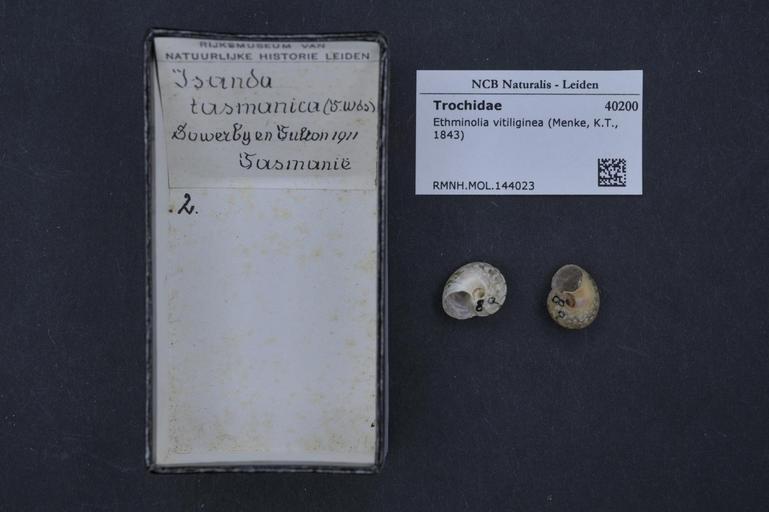 RIJKSMUSEUM VAN
NATUURLIJKE HISTORIE LEIDEN
Isanda
tasmanica (T. Wds)
Sowerby en Fulton 1911
Tasmanië
2.
NCB Naturalis - Leiden
Trochidae 40200
Ethminolia vitiliginea (Menke, K.T.,
1843)
RMNH.MOL.144023